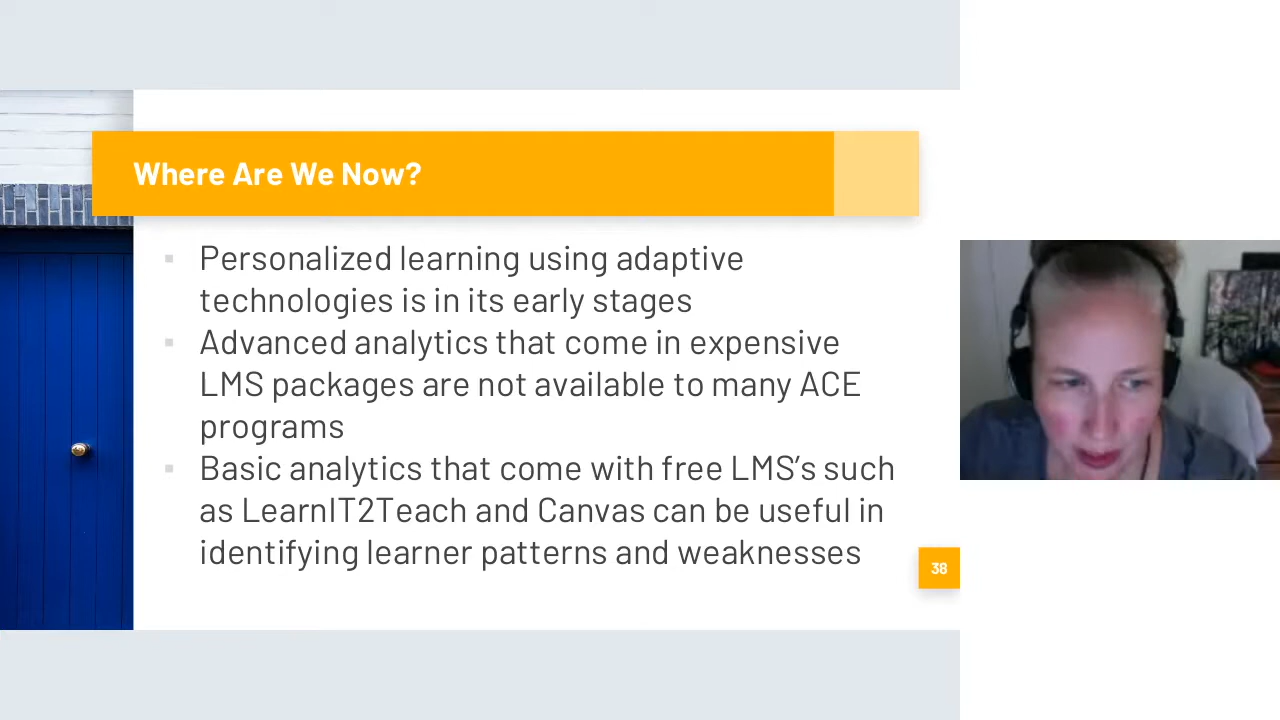 Where Are We Now?
Personalized learning using adaptive
technologies is in its early stages
Advanced analytics that come in expensive
LMS packages are not available to many ACE
programs
Basic analytics that come with free LMS’s such
as LearnIT2Teach and Canvas can be useful in
identifying learner patterns and weaknesses
38